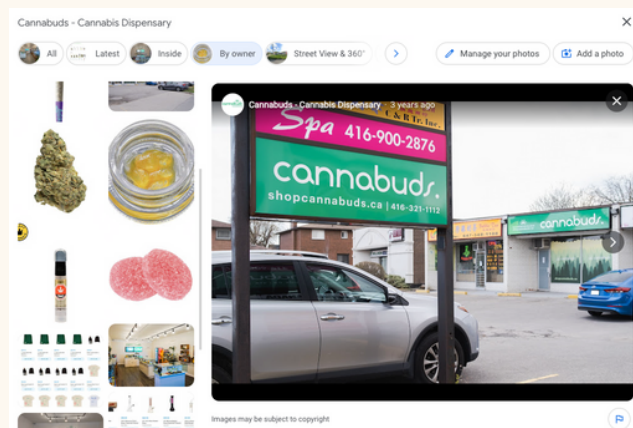 Cannabuds - Cannabis Dispensary
All
Latest
Inside
By owner
Street View & 360°
Manage your photos
Add a photo
Cannabuds - Cannabis Dispensary · 3 years ago
C & R Tr. Inc.
Spa 416-900-2876
cannabuds.
shopcannabuds.ca | 416-321-1112
cannabuds.
Images may be subject to copyright